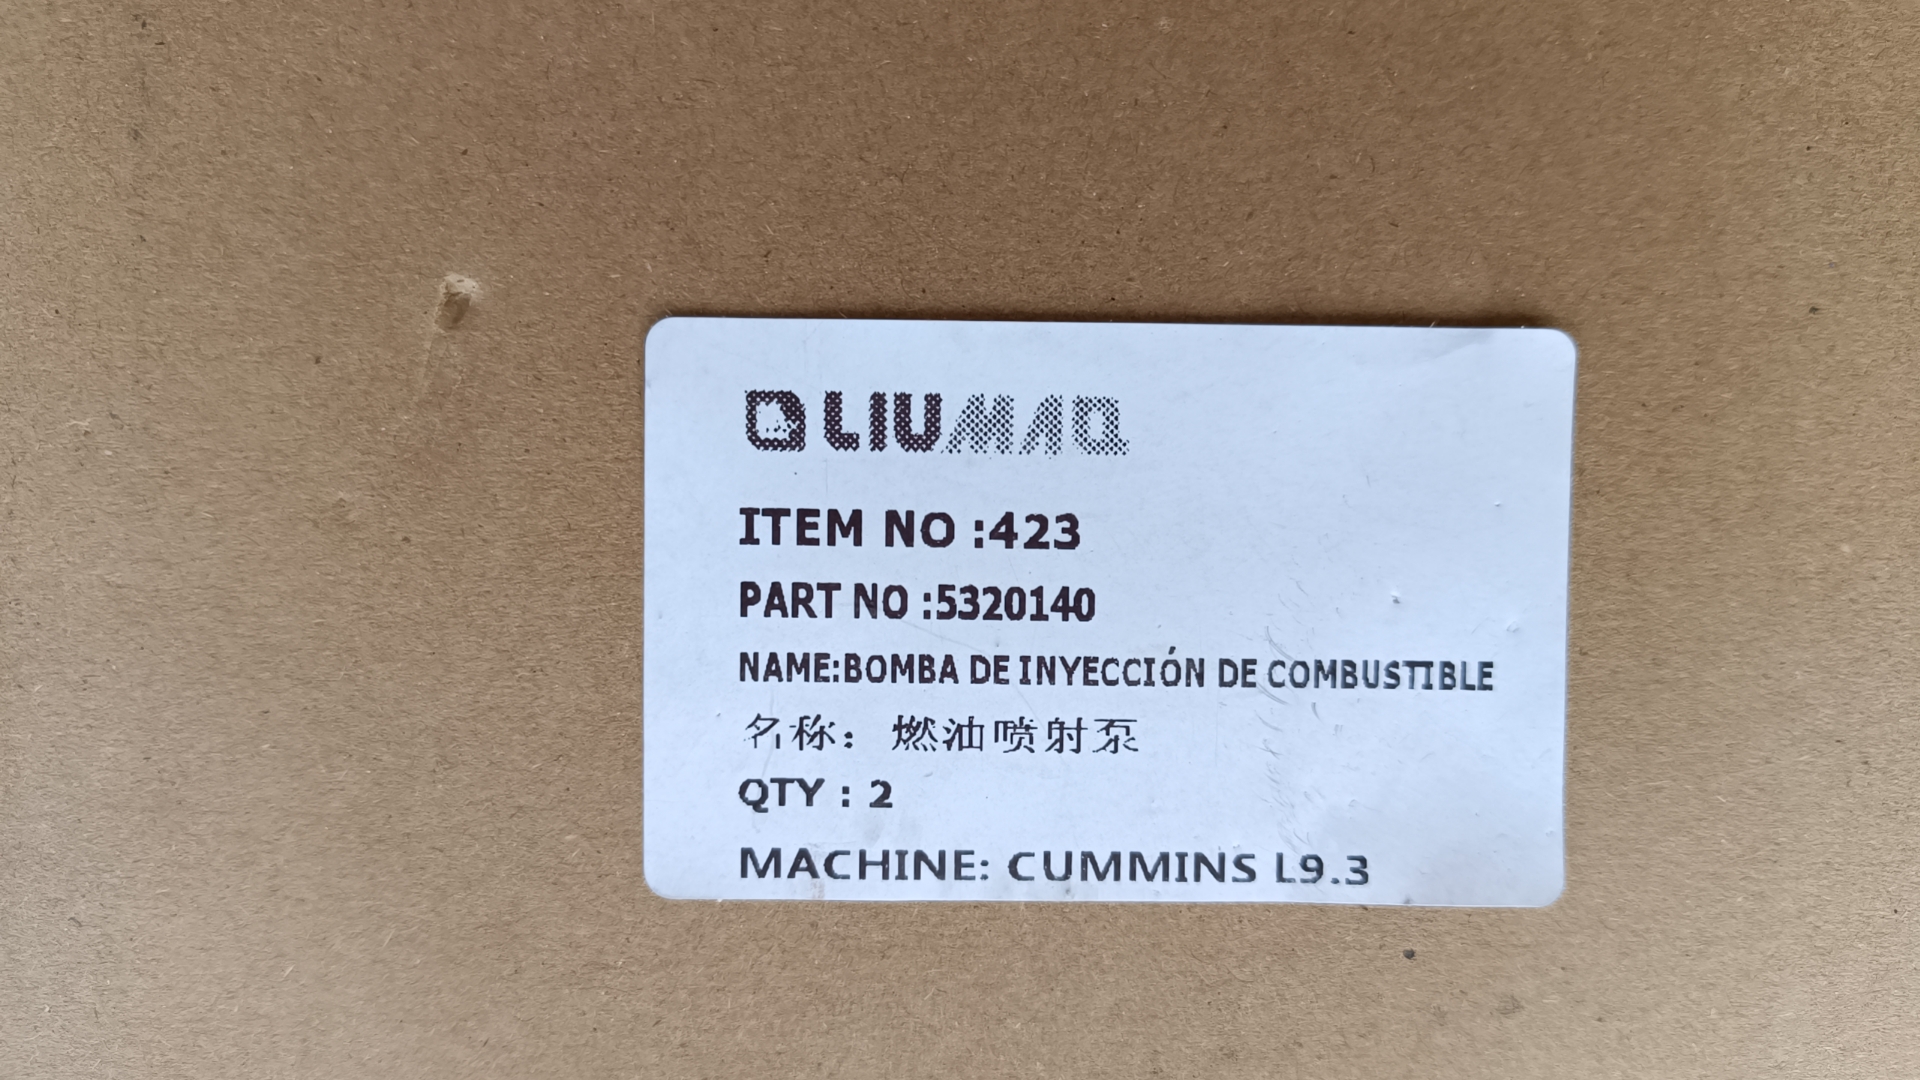 LIUMAQ
ITEM NO :423
PART NO :5320140
NAME:BOMBA DE INYECCIÓN DE COMBUSTIBLE
名称： 燃油喷射泵
QTY : 2
MACHINE: CUMMINS L9.3